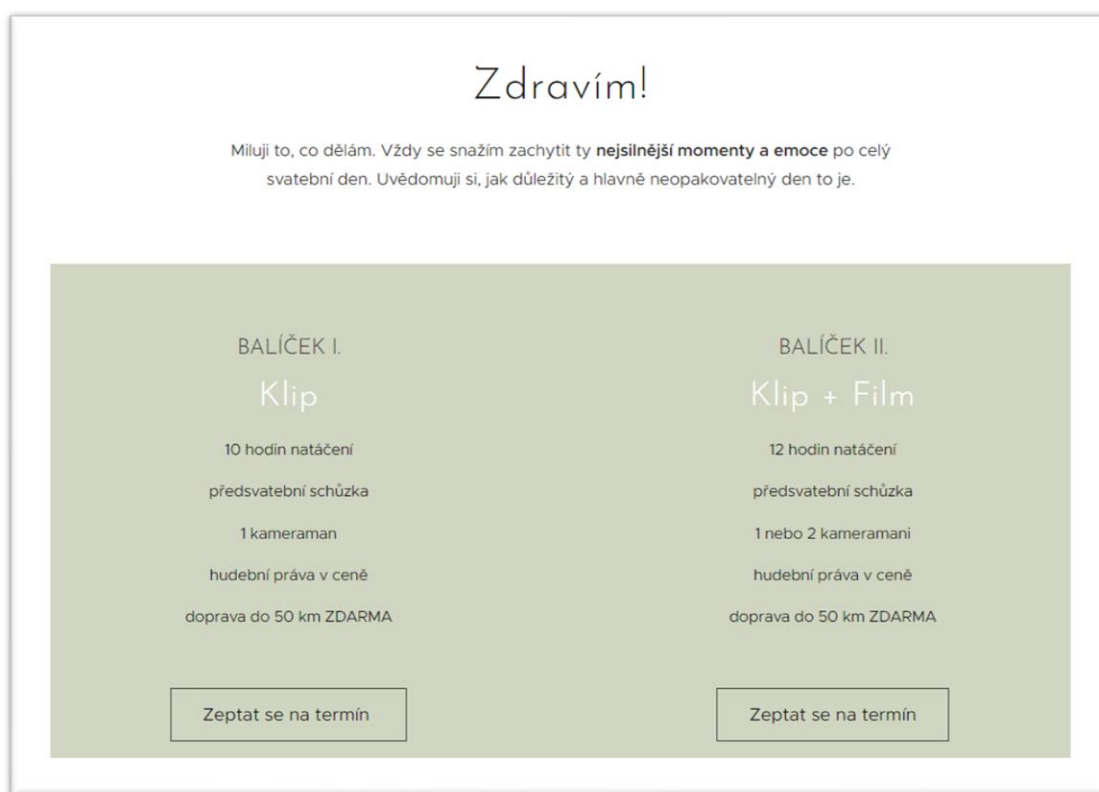 Zdravím!
Miluji to, co dělám. Vždy se snažím zachytit ty nejsilnější momenty a emoce po celý
svatební den. Uvědomuji si, jak důležitý a hlavně neopakovatelný den to je.
BALÍČEK I.
Klip
10 hodin natáčení
předsvatební schůzka
1 kameraman
hudební práva v ceně
doprava do 50 km ZDARMA
Zeptat se na termín
BALÍČEK II.
Klip + Film
12 hodin natáčení
předsvatební schůzka
1 nebo 2 kameramani
hudební práva v ceně
doprava do 50 km ZDARMA
Zeptat se na termín